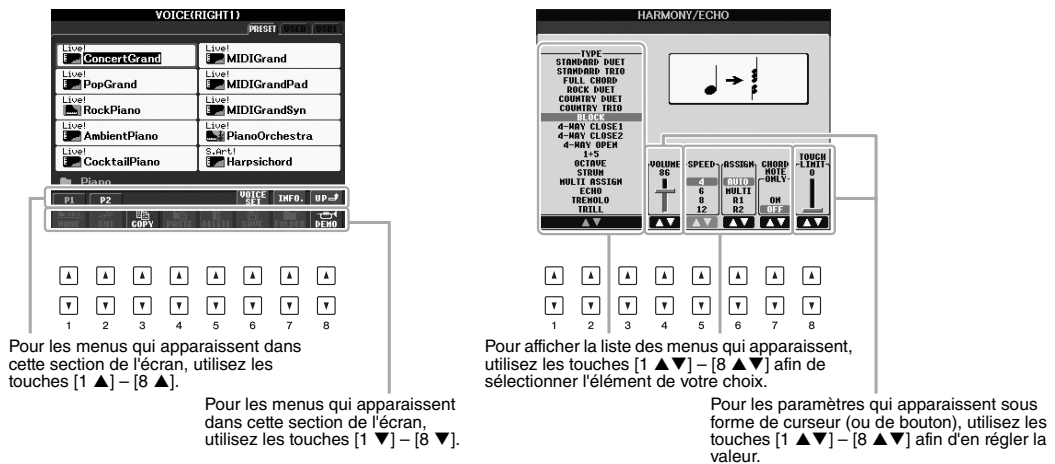 VOICE(RIGHT1)
PRESET USER USB1
Live!
ConcertGrand
Live!
MIDIGrand
Live!
PopGrand
Live!
MIDIGrandPad
Live!
RockPiano
Live!
MIDIGrandSyn
Live!
AmbientPiano
Live!
PianoOrchestra
Live!
CocktailPiano
S.Art!
Harpsichord
Piano
P1 P2 VOICE SET INFO. UP
NAME CUT COPY PASTE DELETE SAVE FOLDER DEMO
1 2 3 4 5 6 7 8
Pour les menus qui apparaissent dans
cette section de l'écran, utilisez les
touches [1 ▲] – [8 ▲].
Pour les menus qui apparaissent
dans cette section de l'écran,
utilisez les touches [1 ▼] – [8 ▼].
HARMONY/ECHO
TYPE
STANDARD DUET
STANDARD TRIO
FULL CHORD
ROCK DUET
COUNTRY DUET
COUNTRY TRIO
BLOCK
4-WAY CLOSE1
4-WAY CLOSE2
4-WAY OPEN
1+5
OCTAVE
STRUM
MULTI ASSIGN
ECHO
TREMOLO
TRILL
▲▼
VOLUME
86
▲▼
SPEED
4
6
8
12
▲▼
ASSIGN
AUTO
MULTI
R1
R2
▲▼
CHORD
NOTE
ONLY
ON
OFF
▲▼
TOUCH
LIMIT
0
▲▼
1 2 3 4 5 6 7 8
Pour afficher la liste des menus qui apparaissent,
utilisez les touches [1 ▲▼] – [8 ▲▼] afin de
sélectionner l'élément de votre choix.
Pour les paramètres qui apparaissent sous
forme de curseur (ou de bouton), utilisez les
touches [1 ▲▼] – [8 ▲▼] afin d'en régler la
valeur.